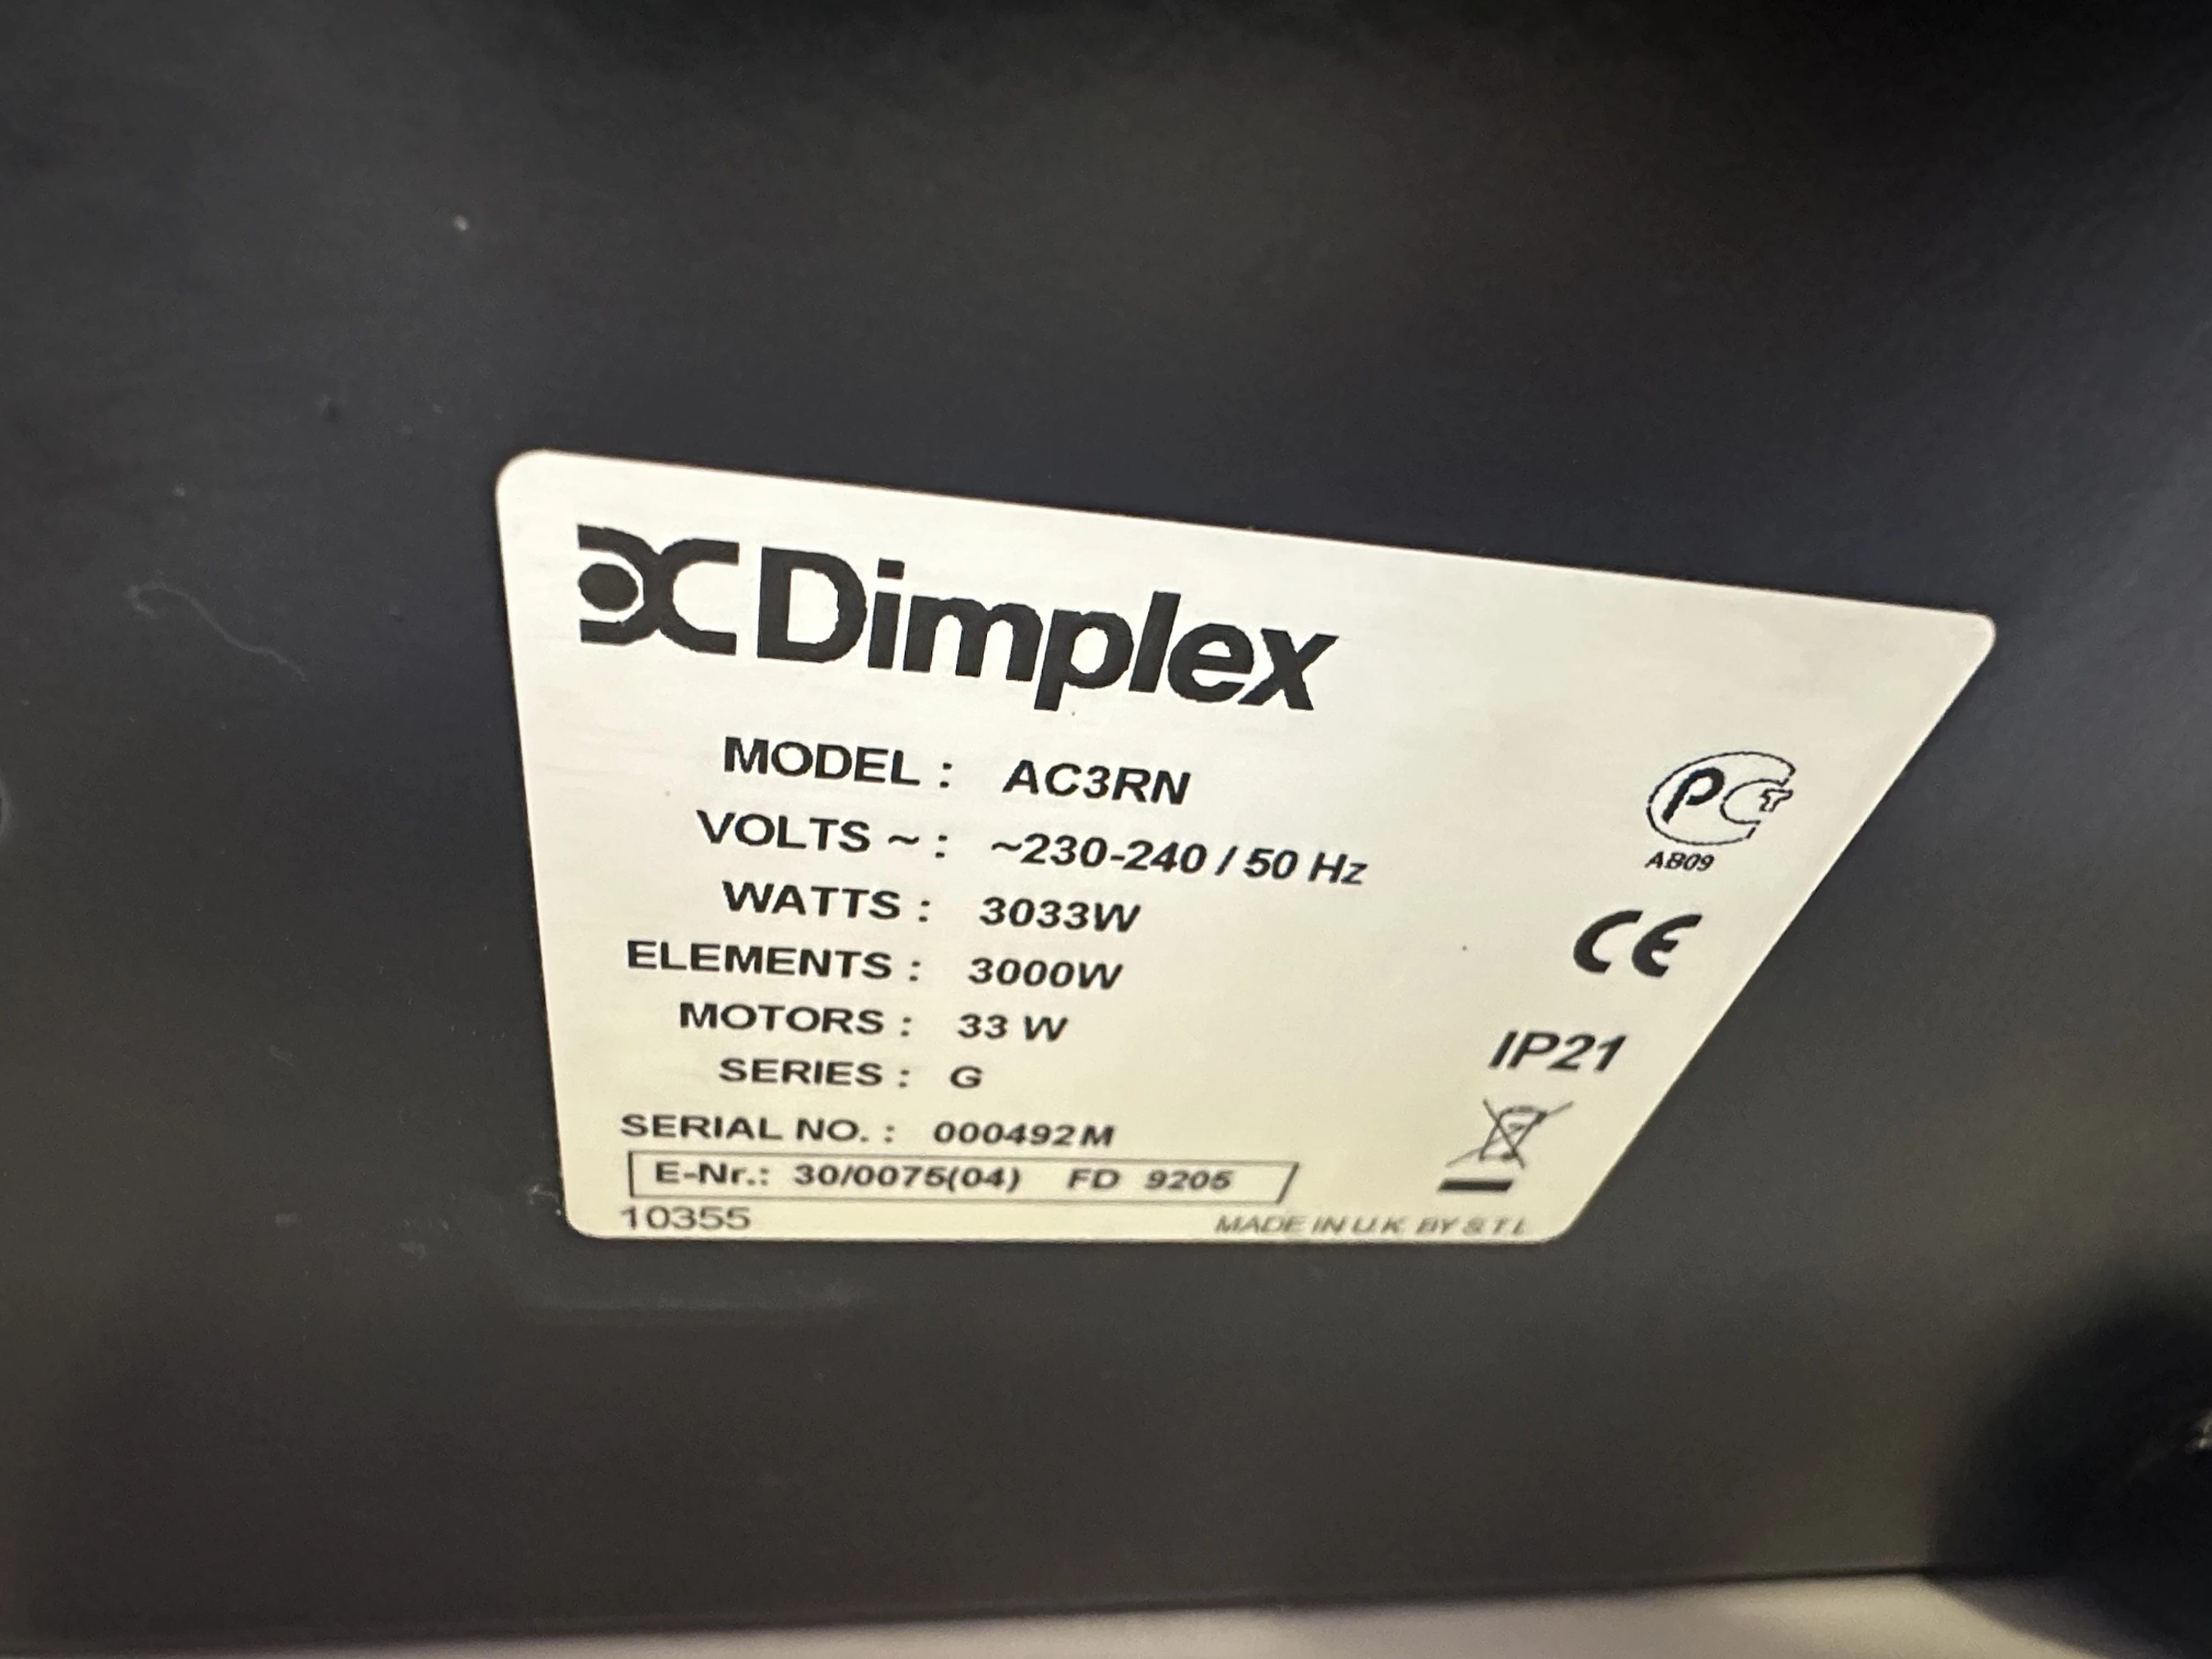 Dimplex
MODEL : AC3RN
VOLTS ~ : ~230-240 / 50 Hz
WATTS : 3033W
ELEMENTS : 3000W
MOTORS : 33 W
SERIES : G
SERIAL NO. : 000492M
E-Nr.: 30/0075(04) FD 9205
10355
MADE IN U.K. BY S.T.I.
PCT
AB09
CE
IP21